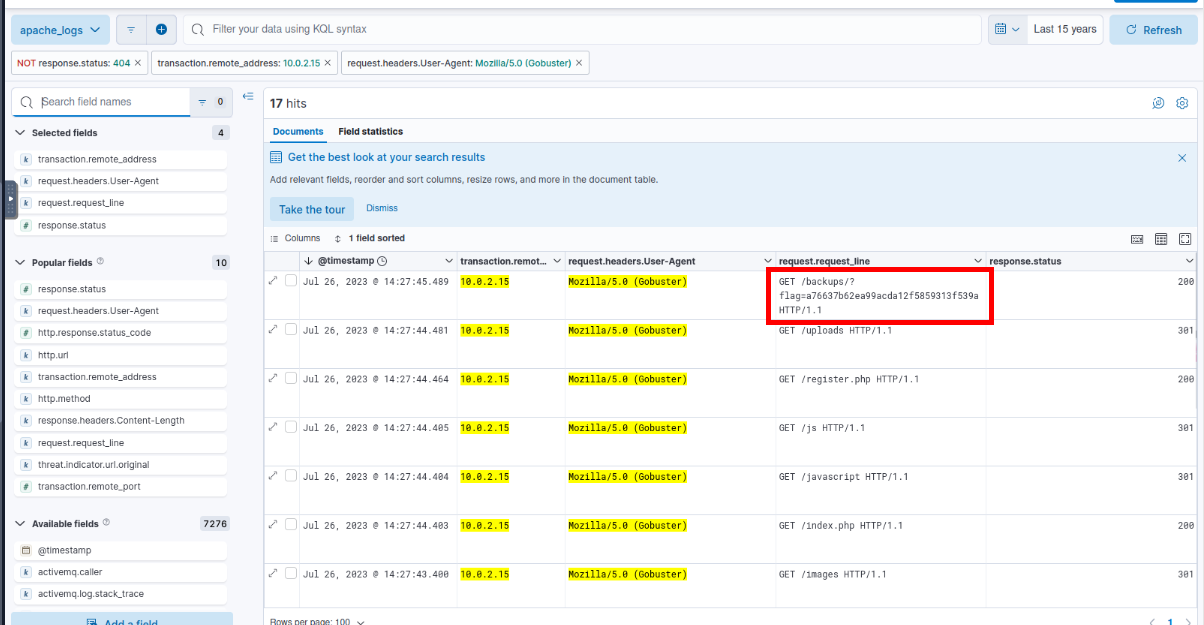 apache_logs
Filter your data using KQL syntax
Last 15 years
Refresh
NOT response.status: 404 ×
transaction.remote_address: 10.0.2.15 ×
request.headers.User-Agent: Mozilla/5.0 (Gobuster) ×
Search field names
0
Selected fields 4
k transaction.remote_address
k request.headers.User-Agent
k request.request_line
# response.status
Popular fields 10
# response.status
k request.headers.User-Agent
# http.response.status_code
k http.url
k transaction.remote_address
k http.method
k response.headers.Content-Length
k request.request_line
k threat.indicator.url.original
# transaction.remote_port
Available fields 7276
@timestamp
k activemq.caller
k activemq.log.stack_trace
Add a field
17 hits
Documents Field statistics
Get the best look at your search results
Add relevant fields, reorder and sort columns, resize rows, and more in the document table.
Take the tour Dismiss
Columns 1 field sorted
@timestamp transaction.remot... request.headers.User-Agent request.request_line response.status
Jul 26, 2023 @ 14:27:45.489 10.0.2.15 Mozilla/5.0 (Gobuster) GET /backups/? 200
flag=a76637b62ea99acda12f5859313f539a
HTTP/1.1
Jul 26, 2023 @ 14:27:44.481 10.0.2.15 Mozilla/5.0 (Gobuster) GET /uploads HTTP/1.1 301
Jul 26, 2023 @ 14:27:44.464 10.0.2.15 Mozilla/5.0 (Gobuster) GET /register.php HTTP/1.1 200
Jul 26, 2023 @ 14:27:44.405 10.0.2.15 Mozilla/5.0 (Gobuster) GET /js HTTP/1.1 301
Jul 26, 2023 @ 14:27:44.404 10.0.2.15 Mozilla/5.0 (Gobuster) GET /javascript HTTP/1.1 301
Jul 26, 2023 @ 14:27:44.403 10.0.2.15 Mozilla/5.0 (Gobuster) GET /index.php HTTP/1.1 200
Jul 26, 2023 @ 14:27:43.400 10.0.2.15 Mozilla/5.0 (Gobuster) GET /images HTTP/1.1 301
Rows per page: 100
1